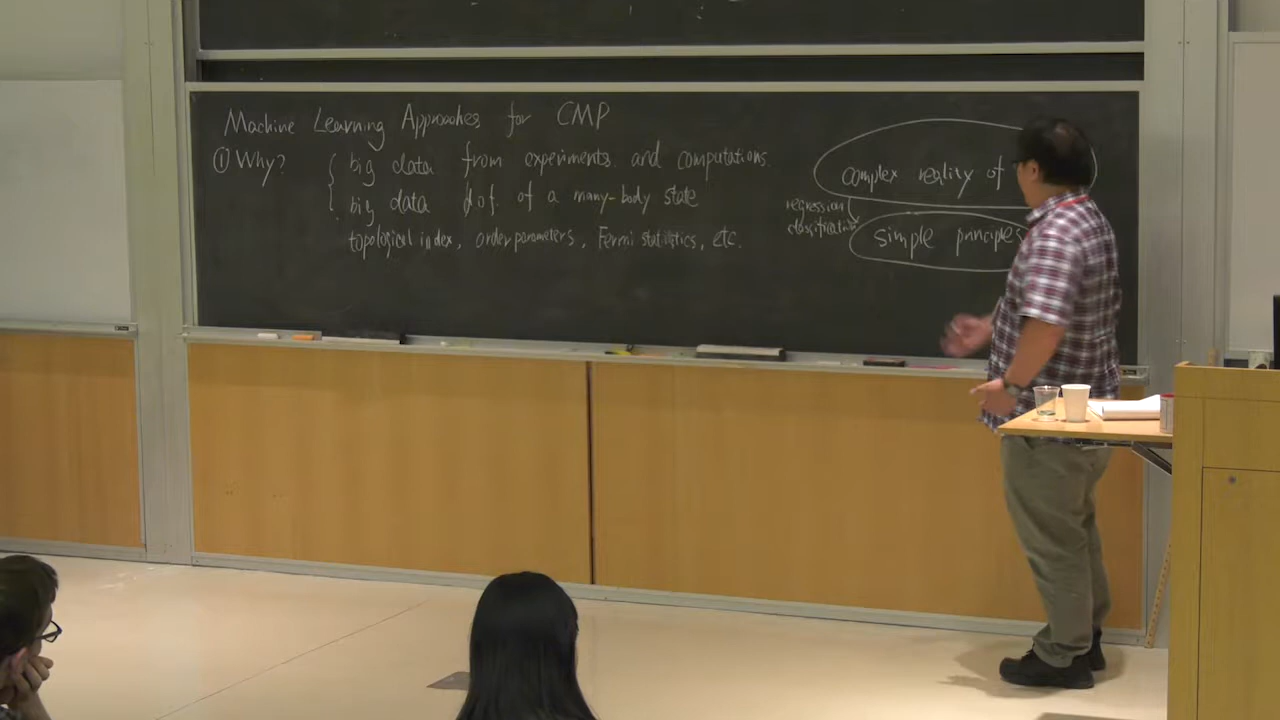 Machine Learning Approaches for CMP
① Why?
big data from experiments and computations.
big data d.o.f. of a many-body state
topological index, order parameters, Fermi statistics, etc.
complex reality of
regression
classification
simple principles